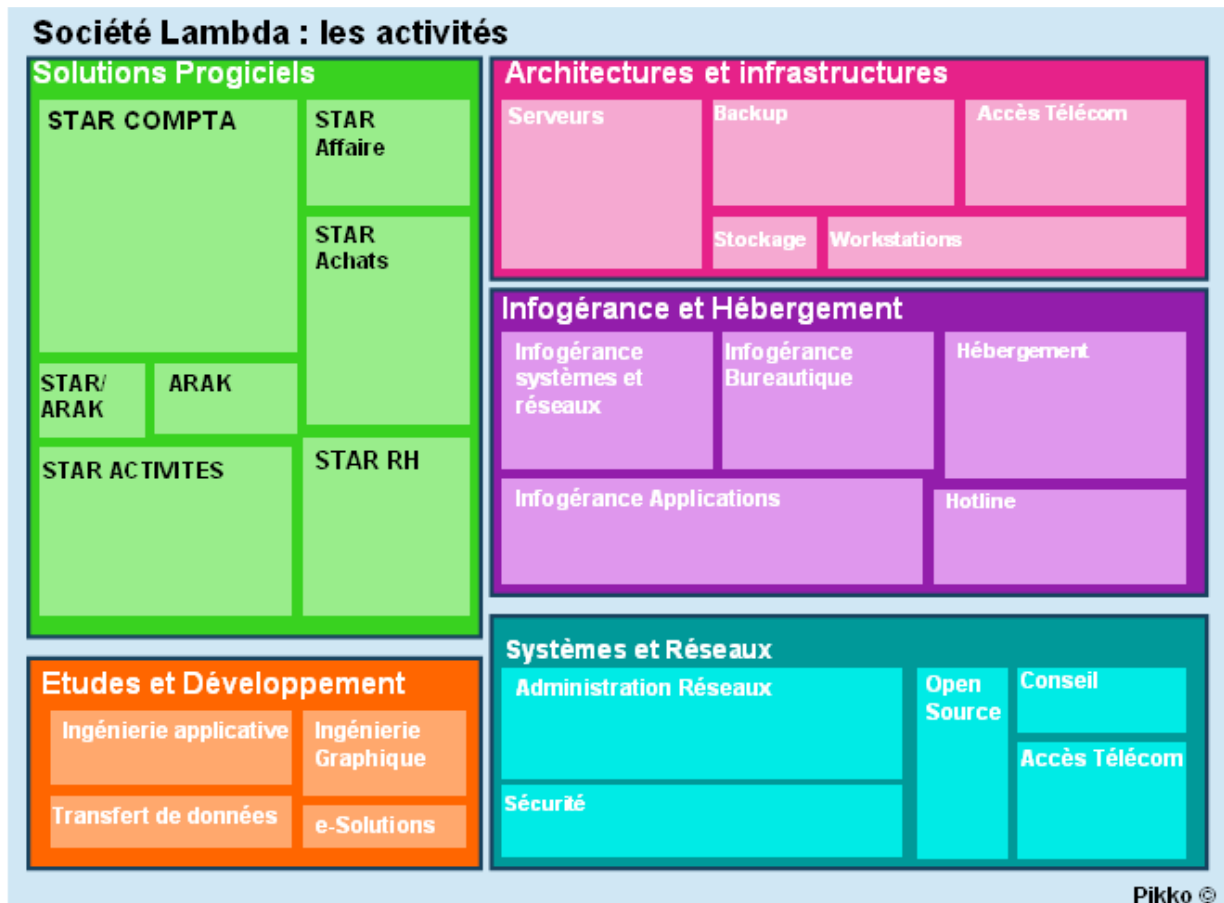 Société Lambda : les activités
Solutions Progiciels
STAR COMPTA
STAR
Affaire
STAR
Achats
STAR/
ARAK
ARAK
STAR ACTIVITES
STAR RH
Etudes et Développement
Ingénierie applicative
Ingénierie
Graphique
Transfert de données
e-Solutions
Architectures et infrastructures
Serveurs
Backup
Accès Télécom
Stockage
Workstations
Infogérance et Hébergement
Infogérance
systèmes et
réseaux
Infogérance
Bureautique
Hébergement
Infogérance Applications
Hotline
Systèmes et Réseaux
Administration Réseaux
Open
Source
Conseil
Accès Télécom
Sécurité
Pikko ©